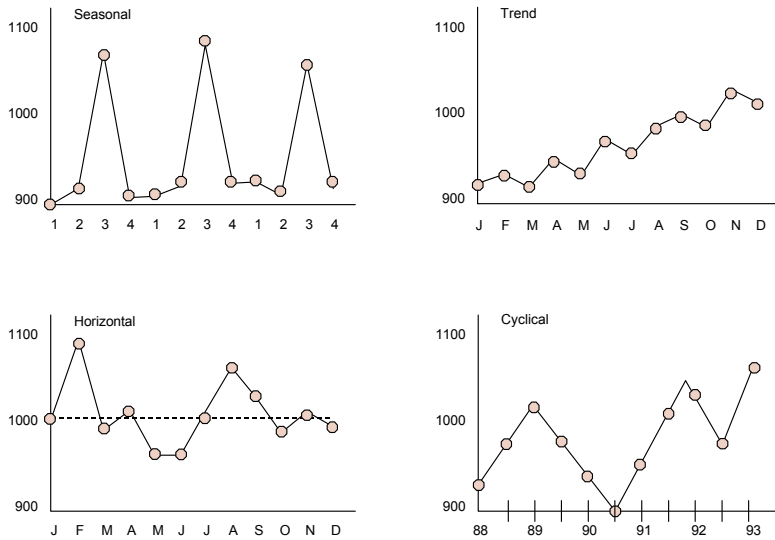 Seasonal
1100
1000
900
1 2 3 4 1 2 3 4 1 2 3 4
Trend
1100
1000
900
J F M A M J J A S O N D
Horizontal
1100
1000
900
J F M A M J J A S O N D
Cyclical
1100
1000
900
88 89 90 91 92 93